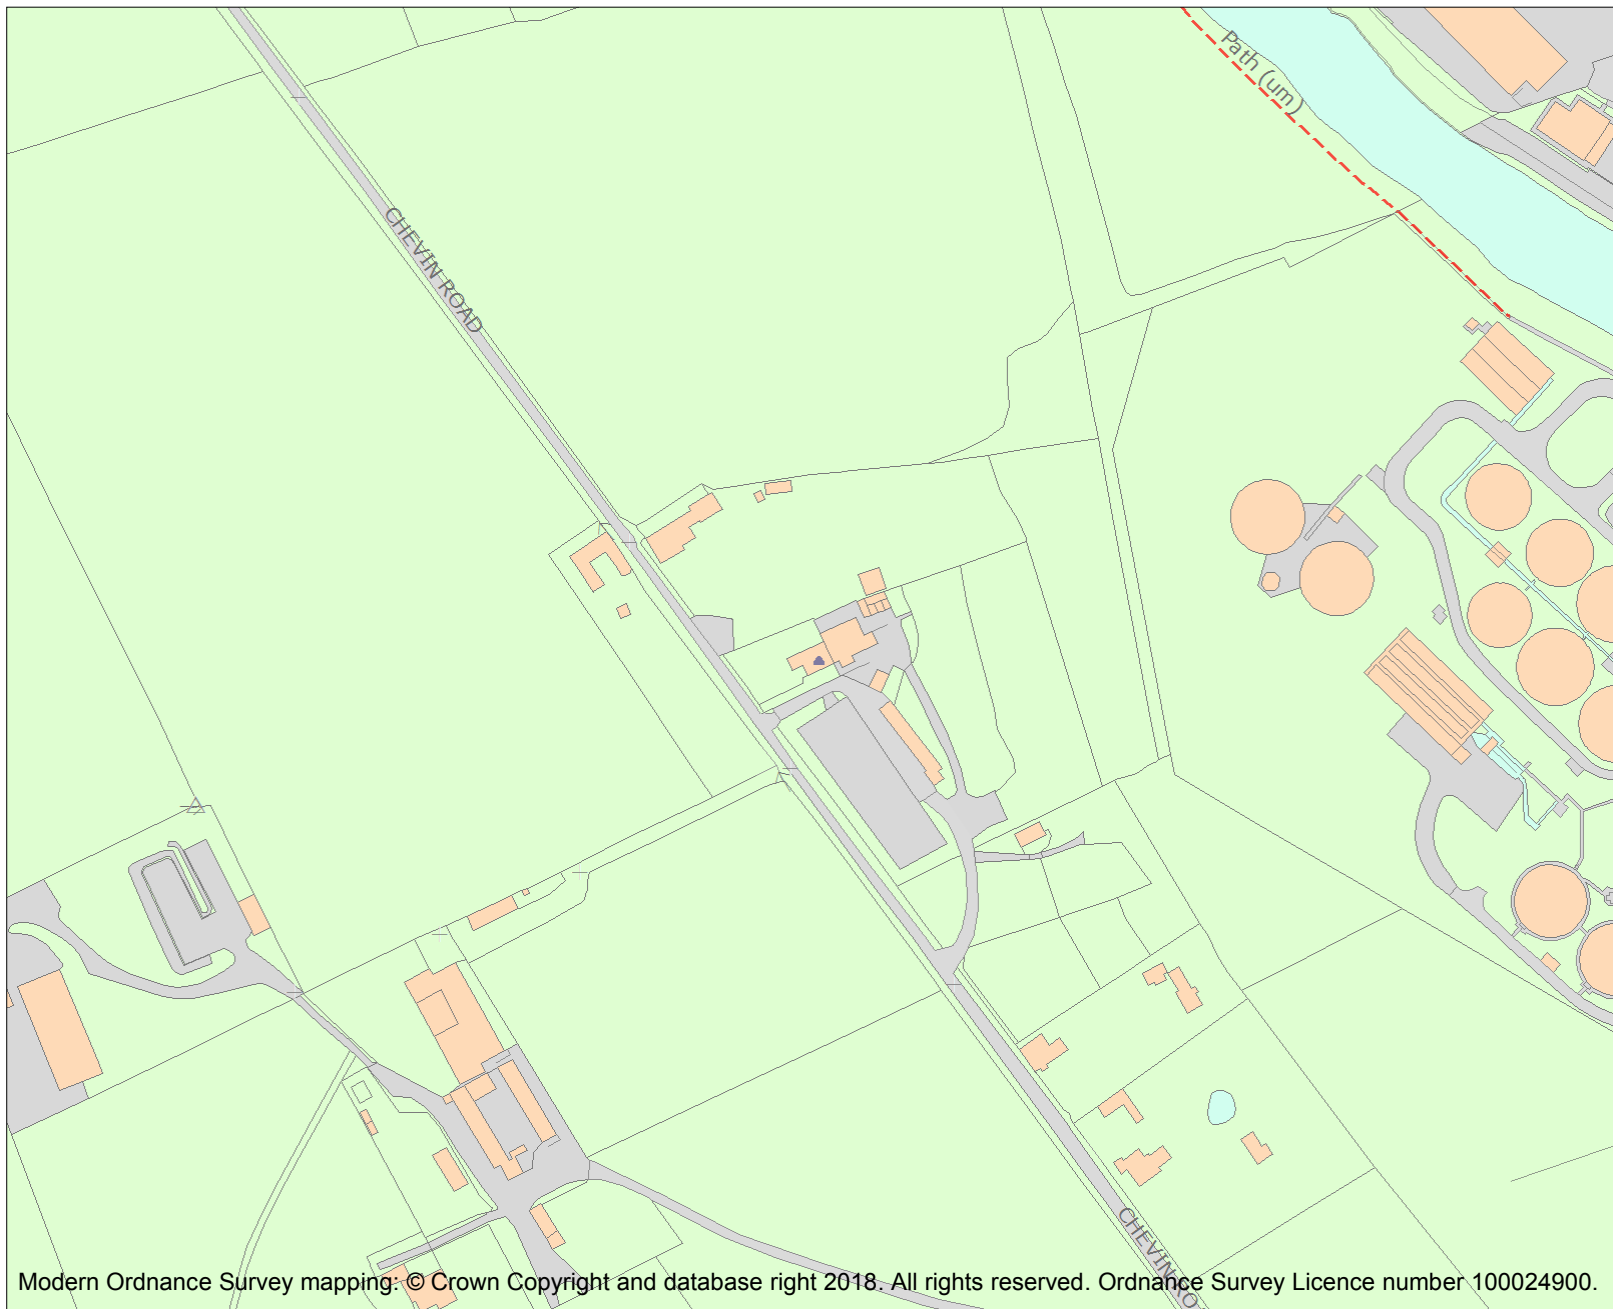 Path (um)
CHEVIN ROAD
CHEVIN RO
Modern Ordnance Survey mapping: © Crown Copyright and database right 2018. All rights reserved. Ordnance Survey Licence number 100024900.